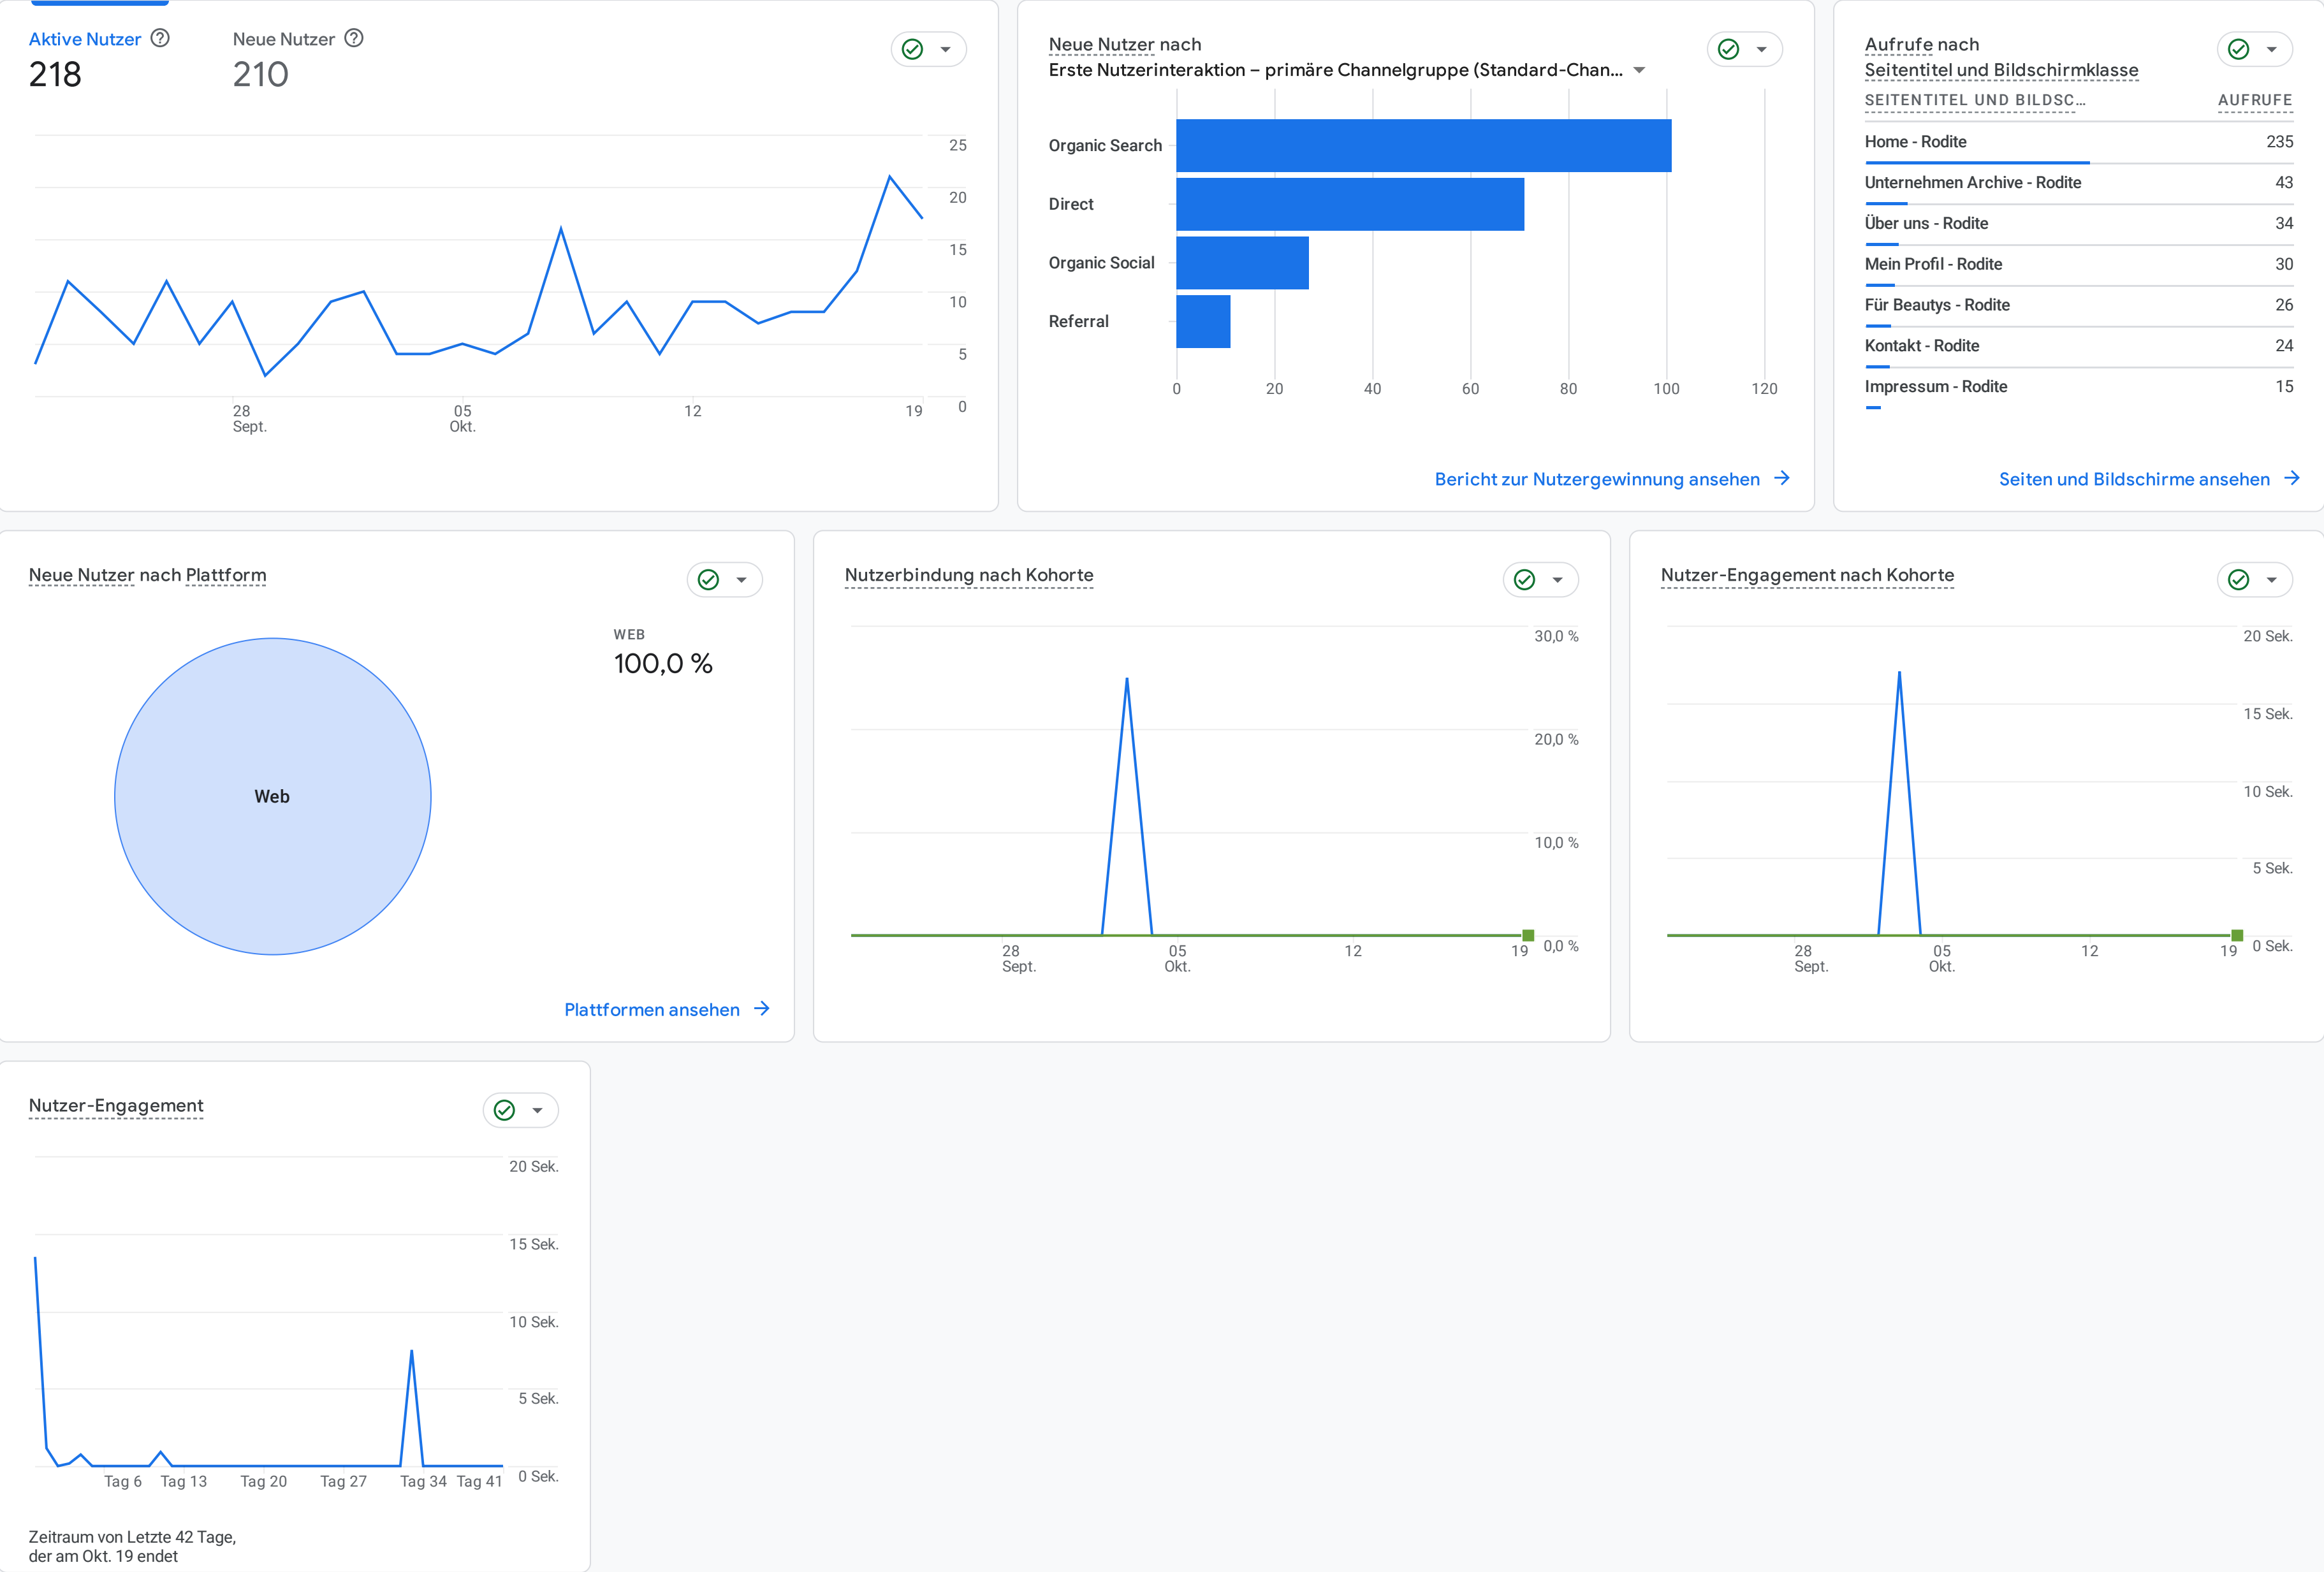 Aktive Nutzer
218
Neue Nutzer
210
25
20
15
10
5
0
28
Sept.
05
Okt.
12
19
Neue Nutzer nach
Erste Nutzerinteraktion – primäre Channelgruppe (Standard-Chan...
Organic Search
Direct
Organic Social
Referral
0
20
40
60
80
100
120
Bericht zur Nutzergewinnung ansehen
Aufrufe nach
Seitentitel und Bildschirmklasse
SEITENTITEL UND BILDSC... AUFRUFE
Home - Rodite 235
Unternehmen Archive - Rodite 43
Über uns - Rodite 34
Mein Profil - Rodite 30
Für Beautys - Rodite 26
Kontakt - Rodite 24
Impressum - Rodite 15
Seiten und Bildschirme ansehen
Neue Nutzer nach Plattform
WEB
100,0 %
Web
Plattformen ansehen
Nutzerbindung nach Kohorte
30,0 %
20,0 %
10,0 %
0,0 %
28
Sept.
05
Okt.
12
19
Nutzer-Engagement nach Kohorte
20 Sek.
15 Sek.
10 Sek.
5 Sek.
0 Sek.
28
Sept.
05
Okt.
12
19
Nutzer-Engagement
20 Sek.
15 Sek.
10 Sek.
5 Sek.
0 Sek.
Tag 6
Tag 13
Tag 20
Tag 27
Tag 34
Tag 41
Zeitraum von Letzte 42 Tage,
der am Okt. 19 endet